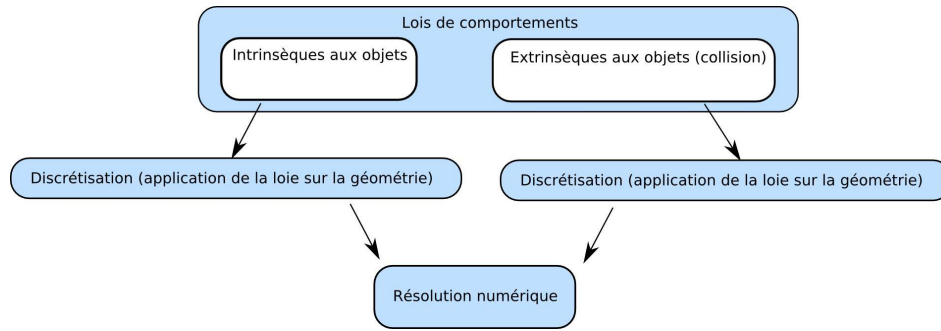 Lois de comportements
Intrinsèques aux objets
Extrinsèques aux objets (collision)
Discrétisation (application de la loie sur la géométrie)
Discrétisation (application de la loie sur la géométrie)
Résolution numérique